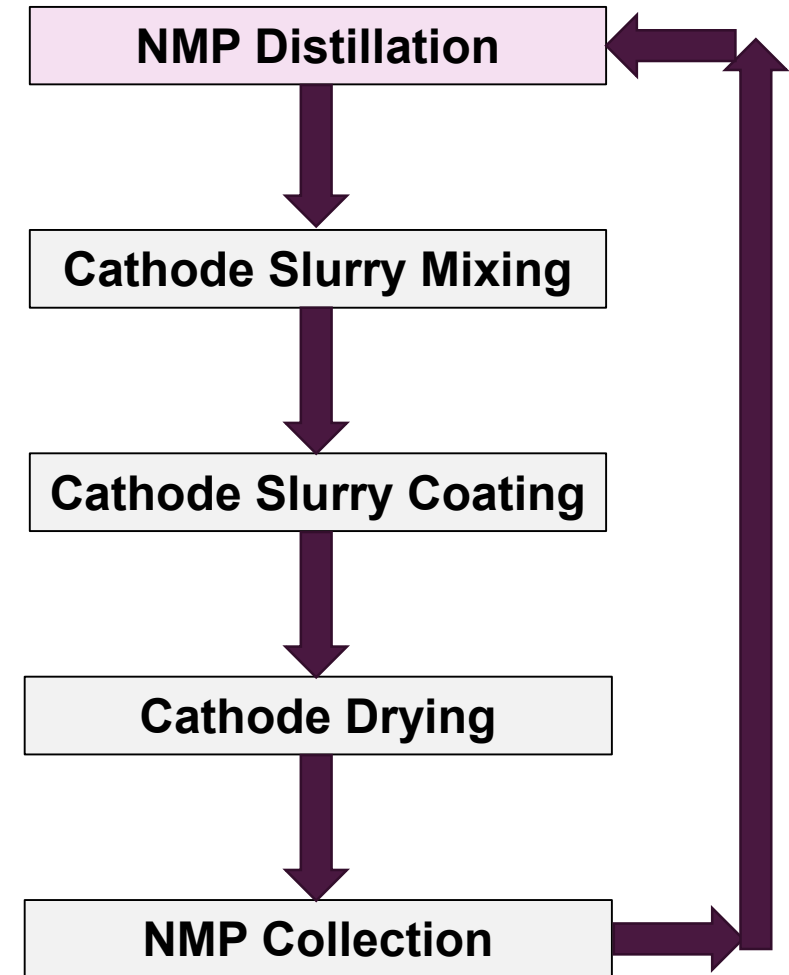 NMP Distillation
Cathode Slurry Mixing
Cathode Slurry Coating
Cathode Drying
NMP Collection